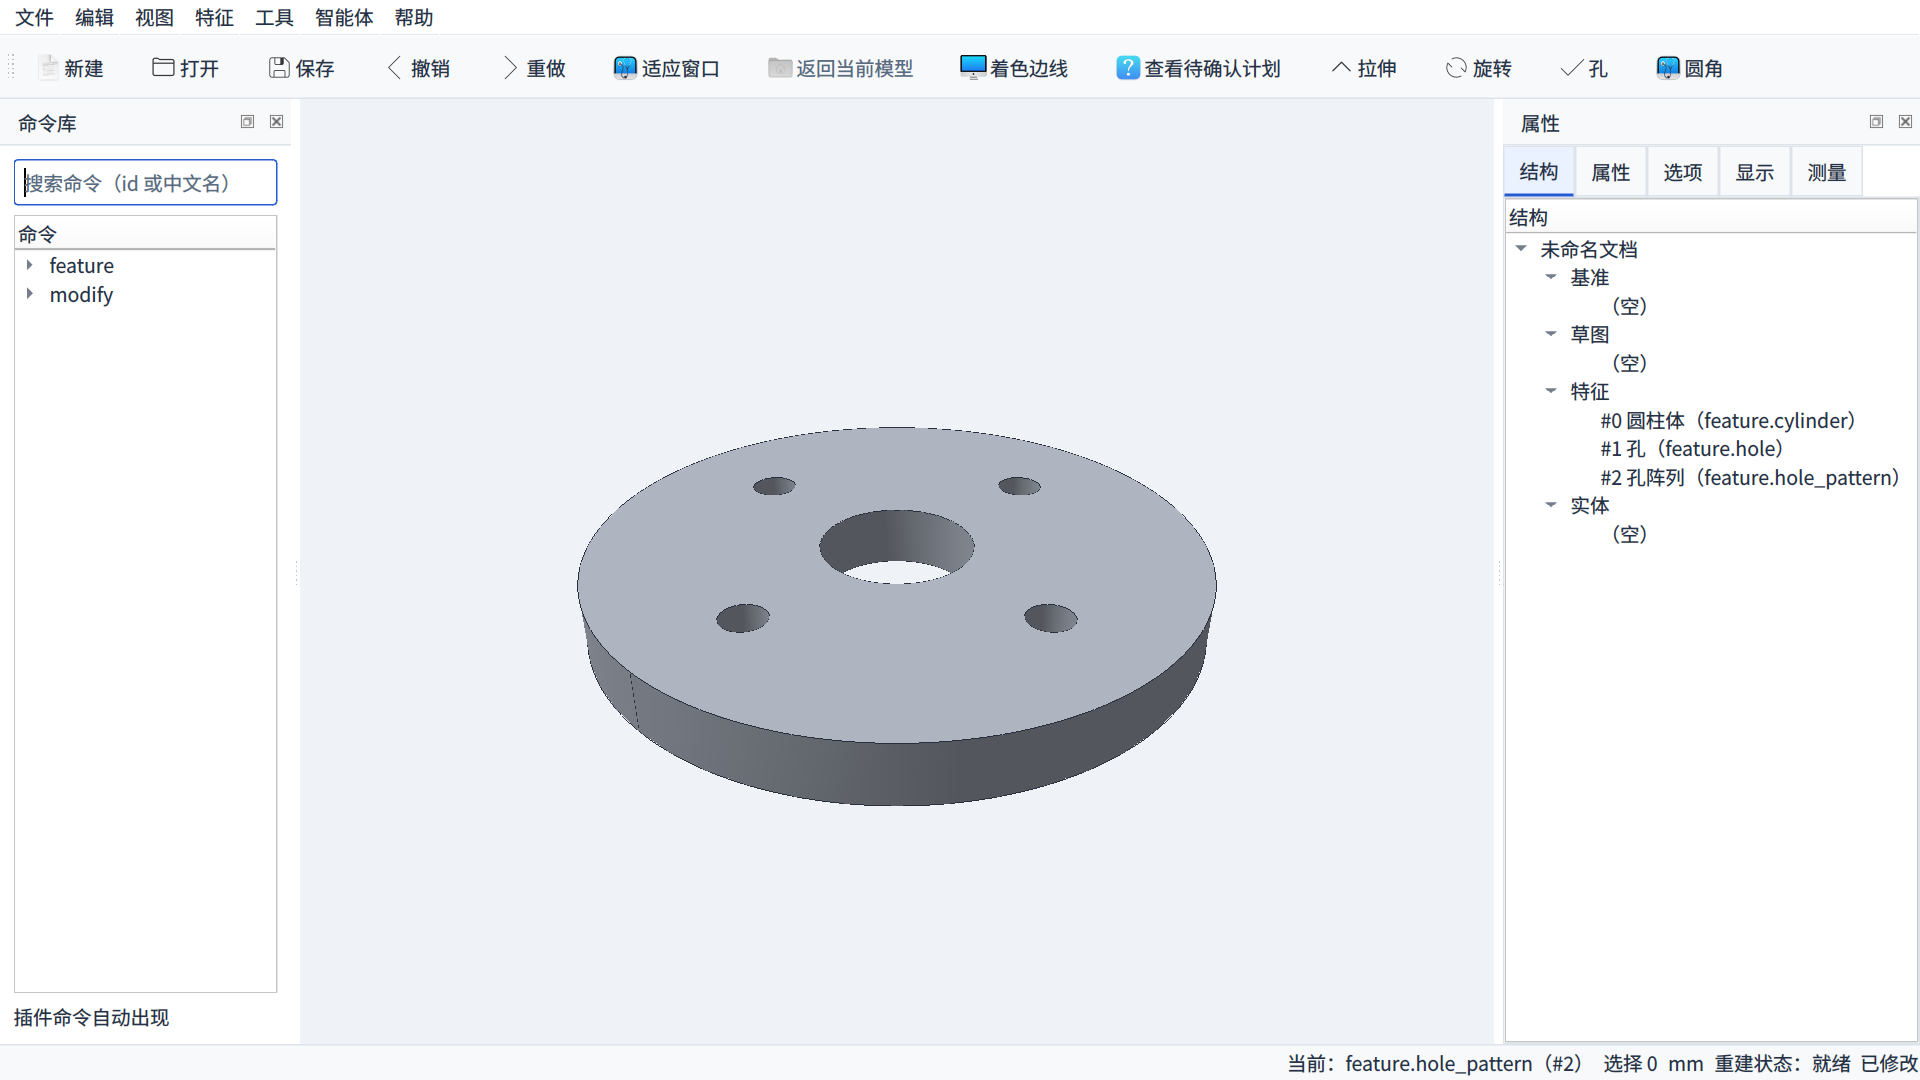 文件 编辑 视图 特征 工具 智能体 帮助
新建 打开 保存 撤销 重做 适应窗口 返回当前模型 着色边线 ? 查看待确认计划 拉伸 旋转 孔 圆角
命令库
搜索命令（id 或中文名）
命令
feature
modify
插件命令自动出现
属性
结构 属性 选项 显示 测量
结构
未命名文档
基准
（空）
草图
（空）
特征
#0 圆柱体（feature.cylinder）
#1 孔（feature.hole）
#2 孔阵列（feature.hole_pattern）
实体
（空）
当前：feature.hole_pattern（#2） 选择 0 mm 重建状态：就绪 已修改